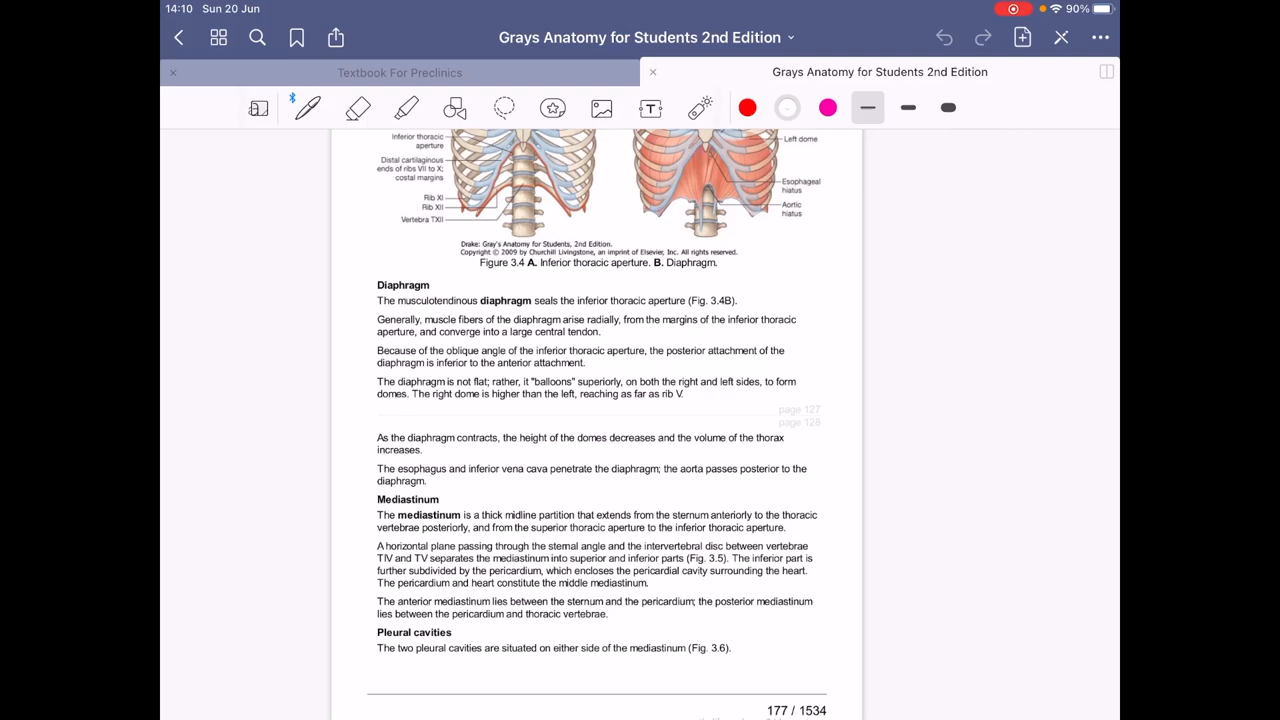 14:10 Sun 20 Jun
90%
Grays Anatomy for Students 2nd Edition
Textbook For Preclinics
Grays Anatomy for Students 2nd Edition
Inferior thoracic
aperture
Distal cartilaginous
ends of ribs VII to X;
costal margins
Rib XI
Rib XII
Vertebra TXII
Left dome
Esophageal
hiatus
Aortic
hiatus
Drake: Gray's Anatomy for Students, 2nd Edition.
Copyright © 2009 by Churchill Livingstone, an imprint of Elsevier, Inc. All rights reserved.
Figure 3.4 A. Inferior thoracic aperture. B. Diaphragm.
Diaphragm
The musculotendinous diaphragm seals the inferior thoracic aperture (Fig. 3.4B).
Generally, muscle fibers of the diaphragm arise radially, from the margins of the inferior thoracic
aperture, and converge into a large central tendon.
Because of the oblique angle of the inferior thoracic aperture, the posterior attachment of the
diaphragm is inferior to the anterior attachment.
The diaphragm is not flat; rather, it "balloons" superiorly, on both the right and left sides, to form
domes. The right dome is higher than the left, reaching as far as rib V.
page 127
page 128
As the diaphragm contracts, the height of the domes decreases and the volume of the thorax
increases.
The esophagus and inferior vena cava penetrate the diaphragm; the aorta passes posterior to the
diaphragm.
Mediastinum
The mediastinum is a thick midline partition that extends from the sternum anteriorly to the thoracic
vertebrae posteriorly, and from the superior thoracic aperture to the inferior thoracic aperture.
A horizontal plane passing through the sternal angle and the intervertebral disc between vertebrae
TIV and TV separates the mediastinum into superior and inferior parts (Fig. 3.5). The inferior part is
further subdivided by the pericardium, which encloses the pericardial cavity surrounding the heart.
The pericardium and heart constitute the middle mediastinum.
The anterior mediastinum lies between the sternum and the pericardium; the posterior mediastinum
lies between the pericardium and thoracic vertebrae.
Pleural cavities
The two pleural cavities are situated on either side of the mediastinum (Fig. 3.6).
177 / 1534